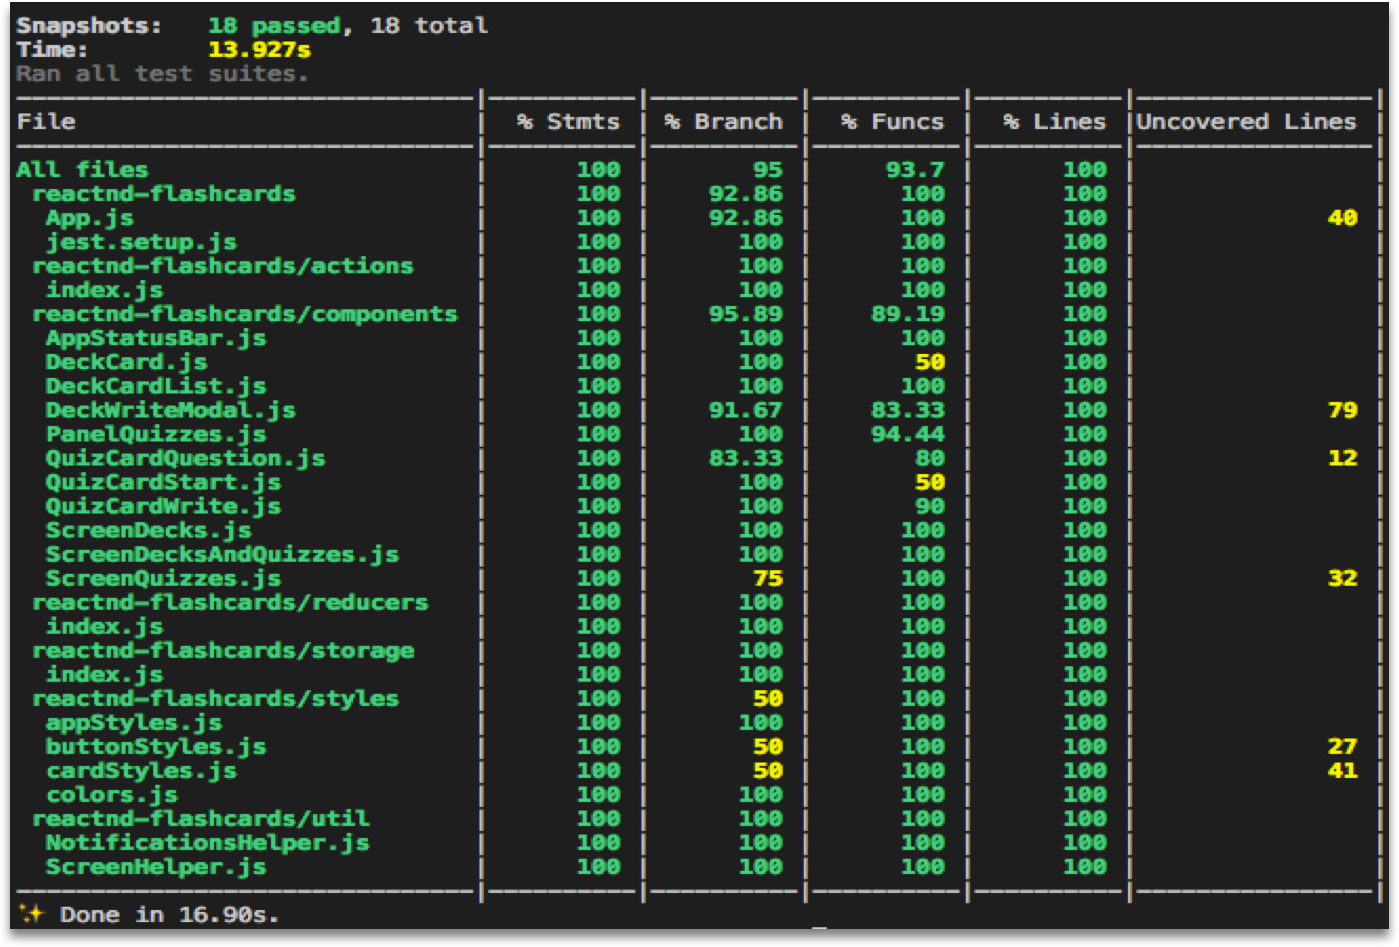 Snapshots: 18 passed, 18 total
Time: 13.927s
Ran all test suites.
File | % Stmts | % Branch | % Funcs | % Lines |Uncovered Lines |
All files | 100 | 95 | 93.7 | 100 | |
reactnd-flashcards | 100 | 92.86 | 100 | 100 | |
App.js | 100 | 92.86 | 100 | 100 | 40 |
jest.setup.js | 100 | 100 | 100 | 100 | |
reactnd-flashcards/actions | 100 | 100 | 100 | 100 | |
index.js | 100 | 100 | 100 | 100 | |
reactnd-flashcards/components | 100 | 95.89 | 89.19 | 100 | |
AppStatusBar.js | 100 | 100 | 100 | 100 | |
DeckCard.js | 100 | 100 | 50 | 100 | |
DeckCardList.js | 100 | 100 | 100 | 100 | |
DeckWriteModal.js | 100 | 91.67 | 83.33 | 100 | 79 |
PanelQuizzes.js | 100 | 100 | 94.44 | 100 | |
QuizCardQuestion.js | 100 | 83.33 | 80 | 100 | 12 |
QuizCardStart.js | 100 | 100 | 50 | 100 | |
QuizCardWrite.js | 100 | 100 | 90 | 100 | |
ScreenDecks.js | 100 | 100 | 100 | 100 | |
ScreenDecksAndQuizzes.js | 100 | 100 | 100 | 100 | |
ScreenQuizzes.js | 100 | 75 | 100 | 100 | 32 |
reactnd-flashcards/reducers | 100 | 100 | 100 | 100 | |
index.js | 100 | 100 | 100 | 100 | |
reactnd-flashcards/storage | 100 | 100 | 100 | 100 | |
index.js | 100 | 100 | 100 | 100 | |
reactnd-flashcards/styles | 100 | 50 | 100 | 100 | |
appStyles.js | 100 | 100 | 100 | 100 | |
buttonStyles.js | 100 | 50 | 100 | 100 | 27 |
cardStyles.js | 100 | 50 | 100 | 100 | 41 |
colors.js | 100 | 100 | 100 | 100 | |
reactnd-flashcards/util | 100 | 100 | 100 | 100 | |
NotificationsHelper.js | 100 | 100 | 100 | 100 | |
ScreenHelper.js | 100 | 100 | 100 | 100 | |
✨ Done in 16.90s.